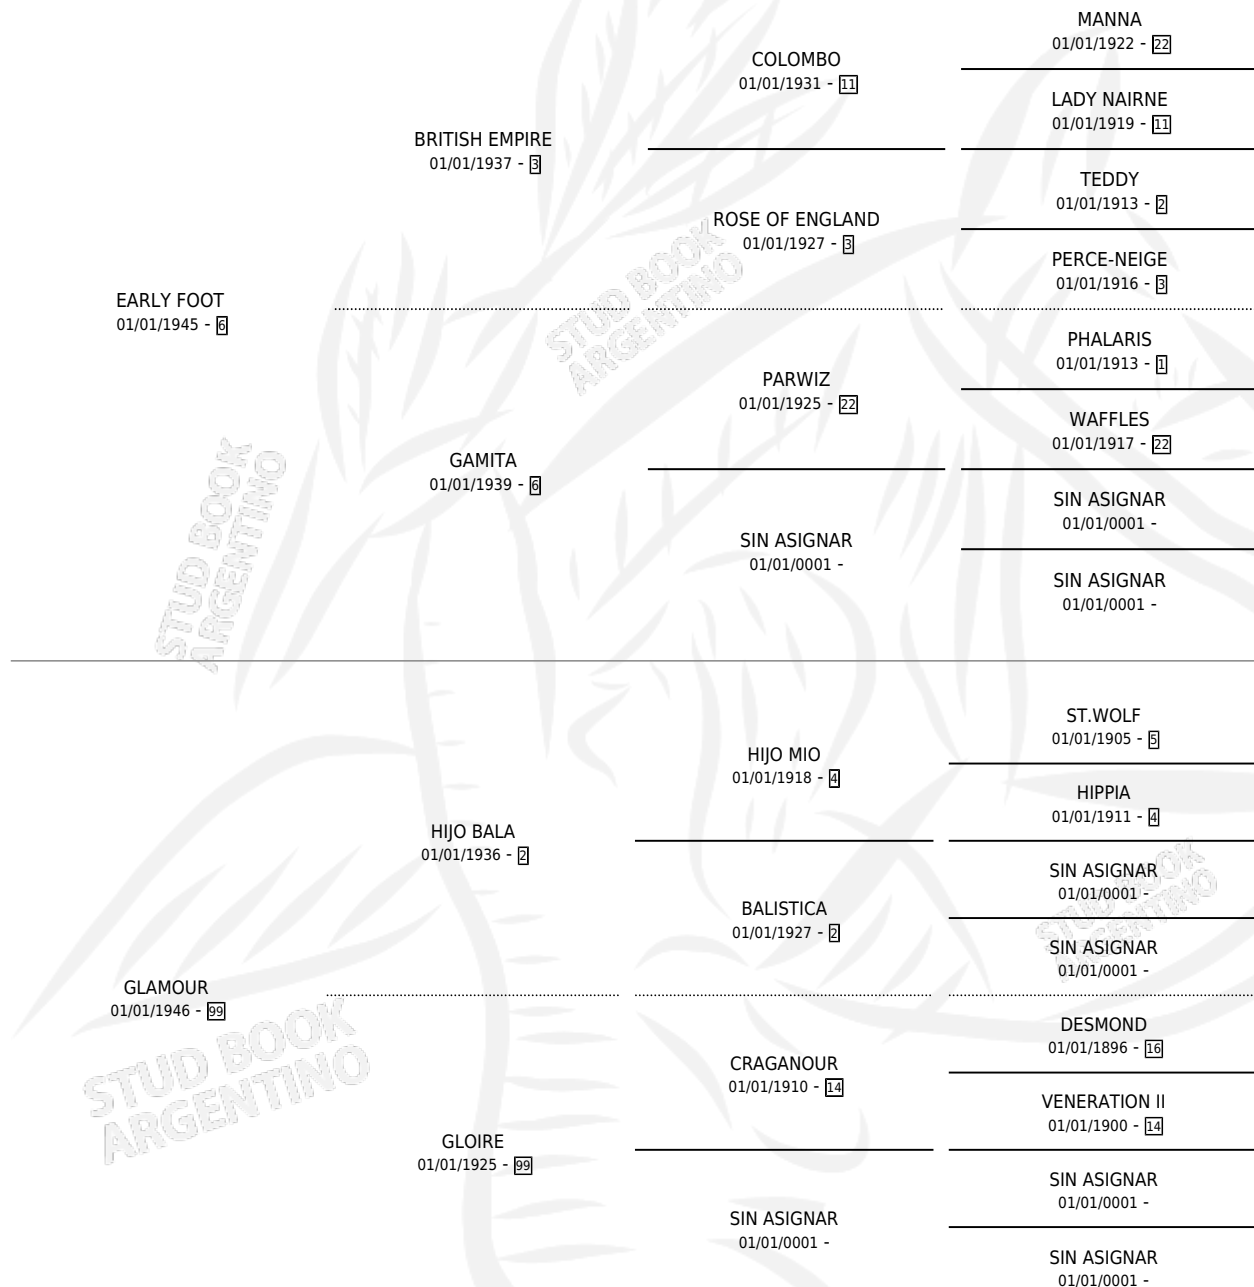 MANNA
01/01/1922 - 22
COLOMBO
01/01/1931 - 11
LADY NAIRNE
01/01/1919 - 11
BRITISH EMPIRE
01/01/1937 - 3
TEDDY
01/01/1913 - 2
ROSE OF ENGLAND
01/01/1927 - 3
PERCE-NEIGE
01/01/1916 - 3
EARLY FOOT
01/01/1945 - 6
STUD BOOK
ARGENTINO
PHALARIS
01/01/1913 - 1
PARWIZ
01/01/1925 - 22
WAFFLES
01/01/1917 - 22
GAMITA
01/01/1939 - 6
SIN ASIGNAR
01/01/0001 -
SIN ASIGNAR
01/01/0001 -
SIN ASIGNAR
01/01/0001 -
STUD BOOK
ARGENTINO
ST.WOLF
01/01/1905 - 5
HIJO MIO
01/01/1918 - 4
HIPPIA
01/01/1911 - 4
HIJO BALA
01/01/1936 - 2
SIN ASIGNAR
01/01/0001 -
BALISTICA
01/01/1927 - 2
STUD BOOK
ARGENTINO
SIN ASIGNAR
01/01/0001 -
GLAMOUR
01/01/1946 - 99
STUD BOOK
ARGENTINO
DESMOND
01/01/1896 - 16
CRAGANOUR
01/01/1910 - 14
VENERATION II
01/01/1900 - 14
GLOIRE
01/01/1925 - 99
SIN ASIGNAR
01/01/0001 -
SIN ASIGNAR
01/01/0001 -
SIN ASIGNAR
01/01/0001 -